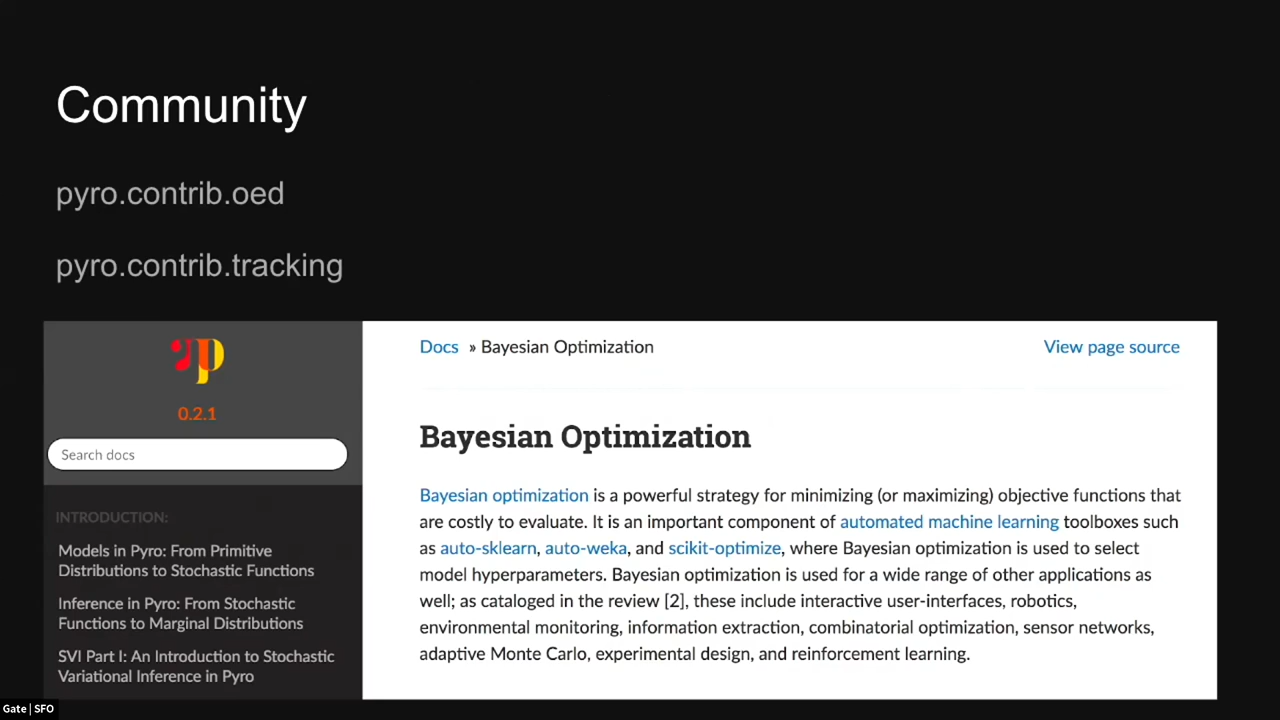 Community
pyro.contrib.oed
pyro.contrib.tracking
0.2.1
Search docs
INTRODUCTION:
Models in Pyro: From Primitive
Distributions to Stochastic Functions
Inference in Pyro: From Stochastic
Functions to Marginal Distributions
SVI Part I: An Introduction to Stochastic
Variational Inference in Pyro
Docs » Bayesian Optimization
View page source
Bayesian Optimization
Bayesian optimization is a powerful strategy for minimizing (or maximizing) objective functions that
are costly to evaluate. It is an important component of automated machine learning toolboxes such
as auto-sklearn, auto-weka, and scikit-optimize, where Bayesian optimization is used to select
model hyperparameters. Bayesian optimization is used for a wide range of other applications as
well; as cataloged in the review [2], these include interactive user-interfaces, robotics,
environmental monitoring, information extraction, combinatorial optimization, sensor networks,
adaptive Monte Carlo, experimental design, and reinforcement learning.
Gate | SFO